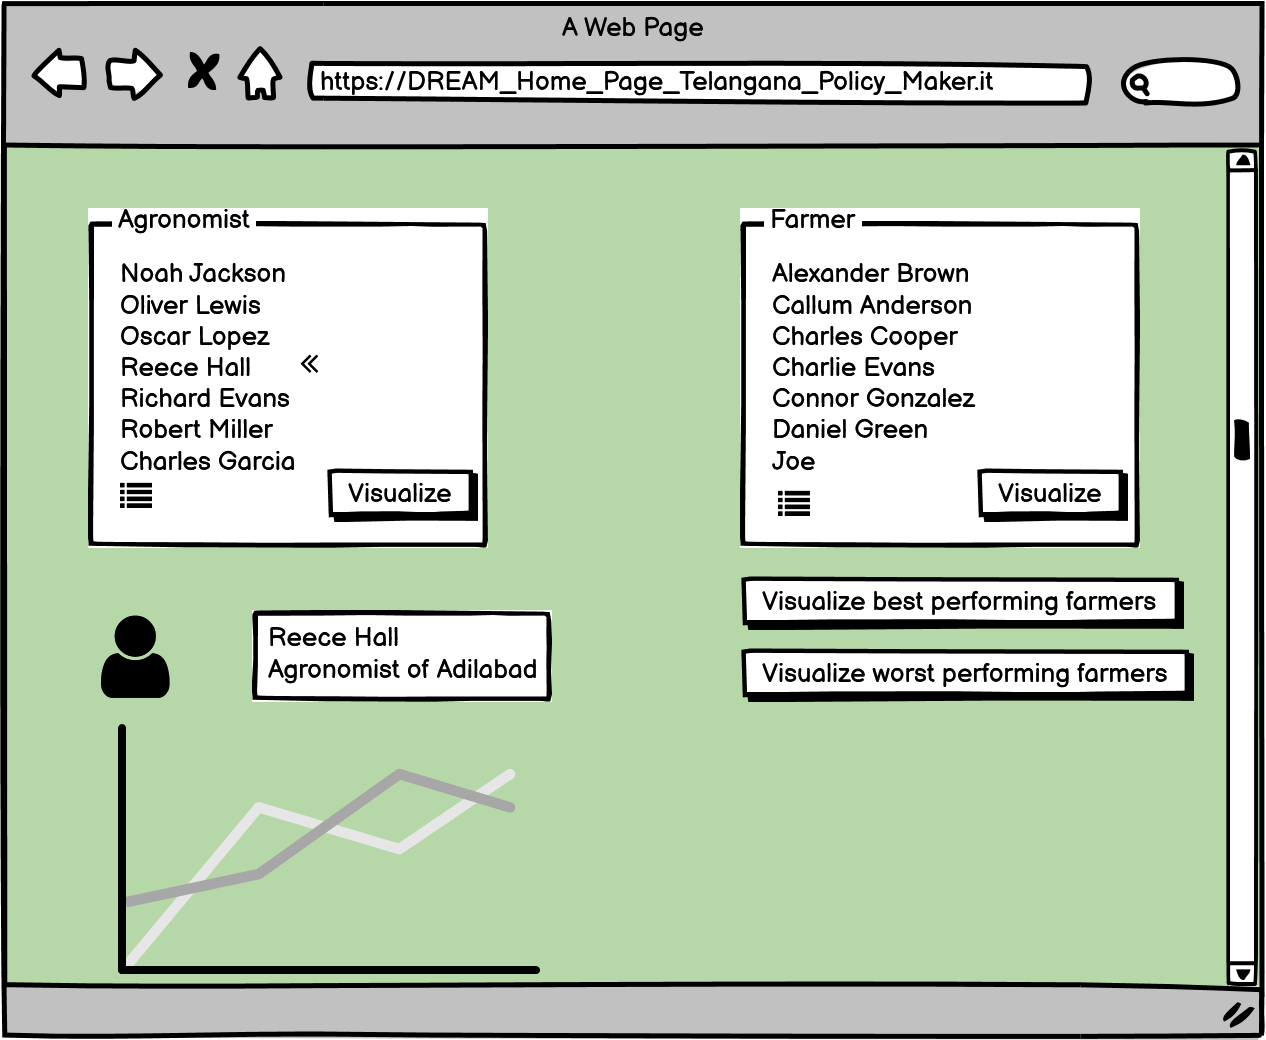 A Web Page
https://DREAM_Home_Page_Telangana_Policy_Maker.it
Agronomist
Noah Jackson
Oliver Lewis
Oscar Lopez
Reece Hall
Richard Evans
Robert Miller
Charles Garcia
Visualize
Farmer
Alexander Brown
Callum Anderson
Charles Cooper
Charlie Evans
Connor Gonzalez
Daniel Green
Joe
Visualize
Visualize best performing farmers
Visualize worst performing farmers
Reece Hall
Agronomist of Adilabad